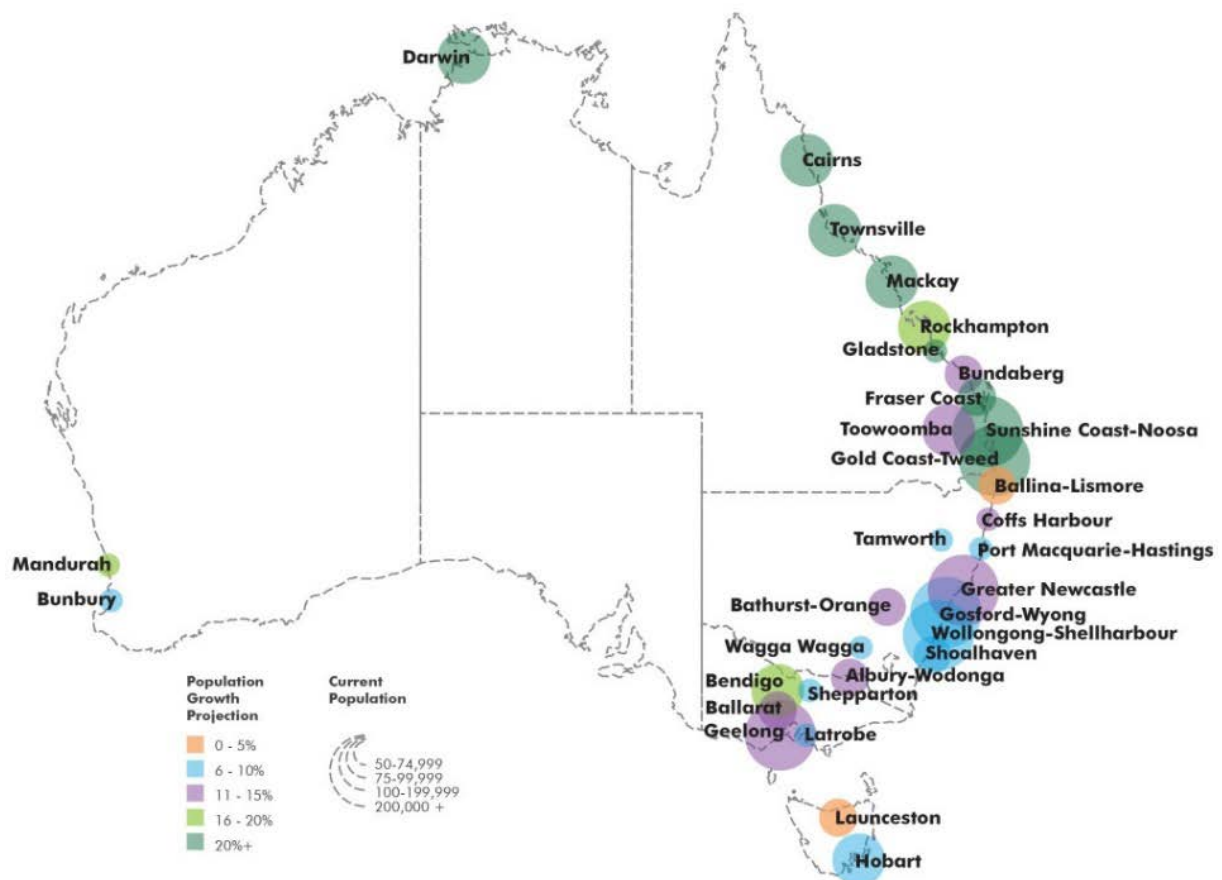 Darwin
Cairns
Townsville
Mackay
Rockhampton
Gladstone
Bundaberg
Fraser Coast
Toowoomba
Sunshine Coast-Noosa
Gold Coast-Tweed
Ballina-Lismore
Coffs Harbour
Tamworth
Port Macquarie-Hastings
Mandurah
Bunbury
Greater Newcastle
Bathurst-Orange
Gosford-Wyong
Wollongong-Shellharbour
Wagga Wagga
Shoalhaven
Albury-Wodonga
Bendigo
Shepparton
Ballarat
Geelong
Latrobe
Launceston
Hobart
Population
Growth
Projection
0 - 5%
6 - 10%
11 - 15%
16 - 20%
20%+
Current
Population
50-74,999
75-99,999
100-199,999
200,000 +